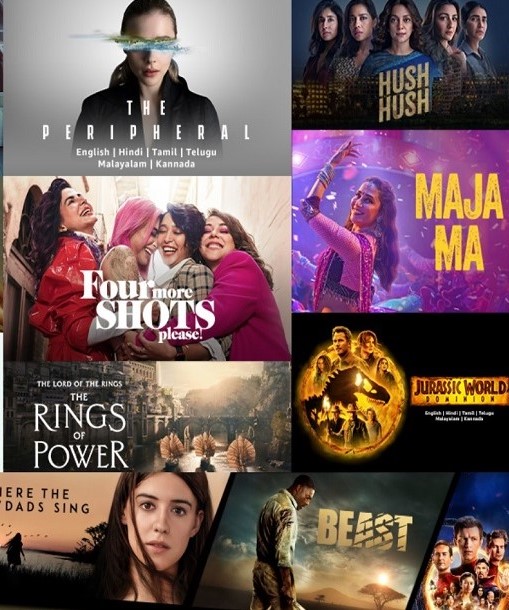 THE
PERIPHERAL
English | Hindi | Tamil | Telugu
Malayalam | Kannada
HUSH
HUSH
MAJA
MA
Four more
SHOTS
please!
THE LORD OF THE RINGS
THE
RINGS
OF
POWER
JURASSIC WORLD
DOMINION
English | Hindi | Tamil | Telugu
Malayalam | Kannada
ERE THE
DADS SING
BEAST